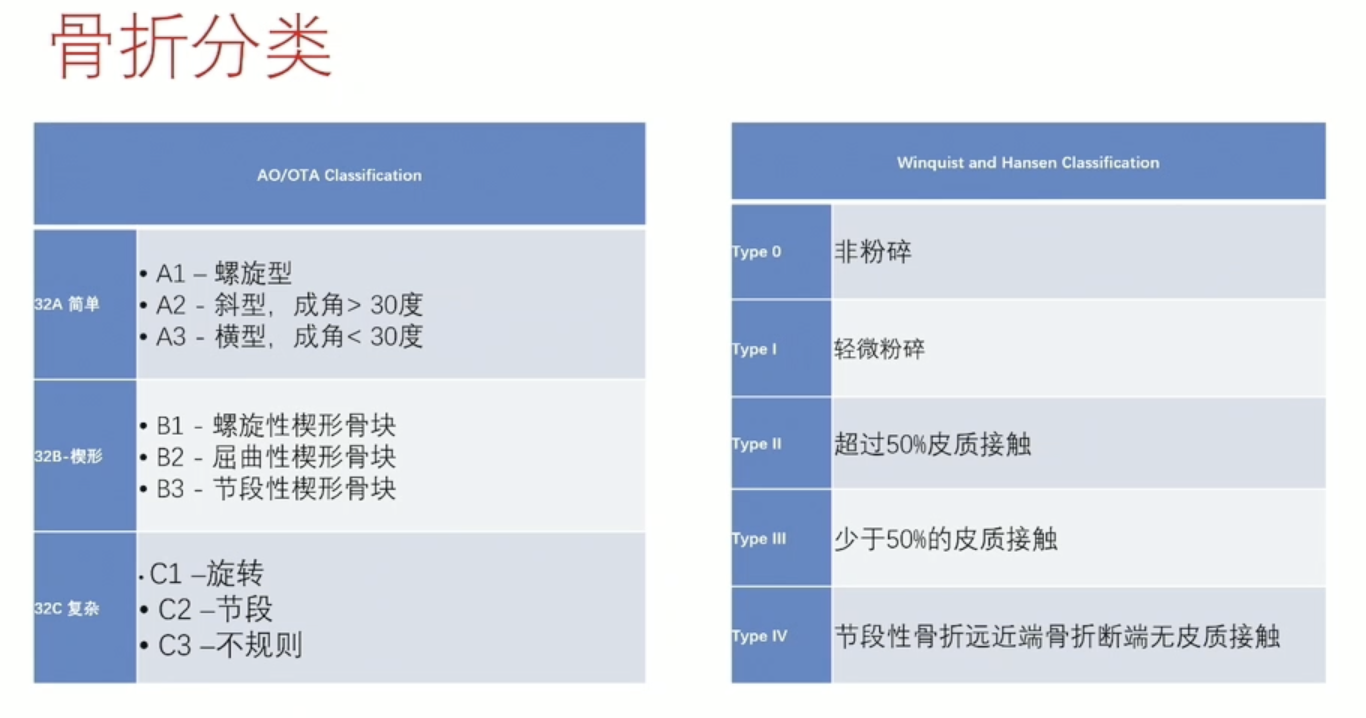 骨折分类
AO/OTA Classification
32A 简单
• A1 – 螺旋型
• A2 - 斜型，成角> 30度
• A3 - 横型，成角< 30度
32B-楔形
• B1 - 螺旋性楔形骨块
• B2 - 屈曲性楔形骨块
• B3 - 节段性楔形骨块
32C 复杂
• C1 –旋转
• C2 –节段
• C3 –不规则
Winquist and Hansen Classification
Type 0 非粉碎
Type I 轻微粉碎
Type II 超过50%皮质接触
Type III 少于50%的皮质接触
Type IV 节段性骨折远近端骨折断端无皮质接触